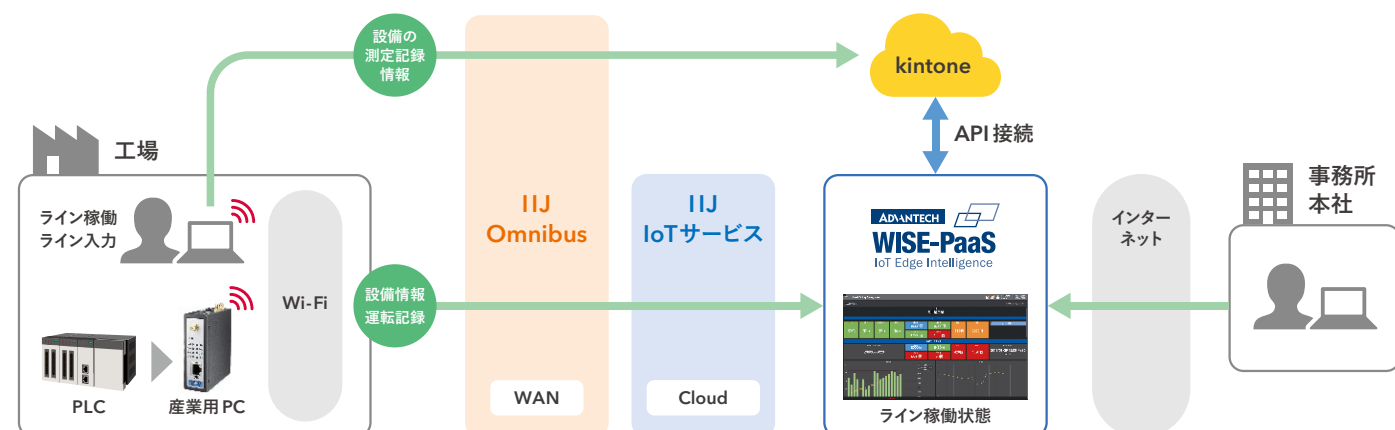 設備の
測定記録
情報
kintone
API 接続
工場
ライン稼働
ライン入力
Wi-Fi
PLC
産業用 PC
設備情報
運転記録
IIJ
Omnibus
WAN
IIJ
IoTサービス
Cloud
ADVANTECH
WISE-PaaS
IoT Edge Intelligence
ライン稼働状態
インター
ネット
事務所
本社